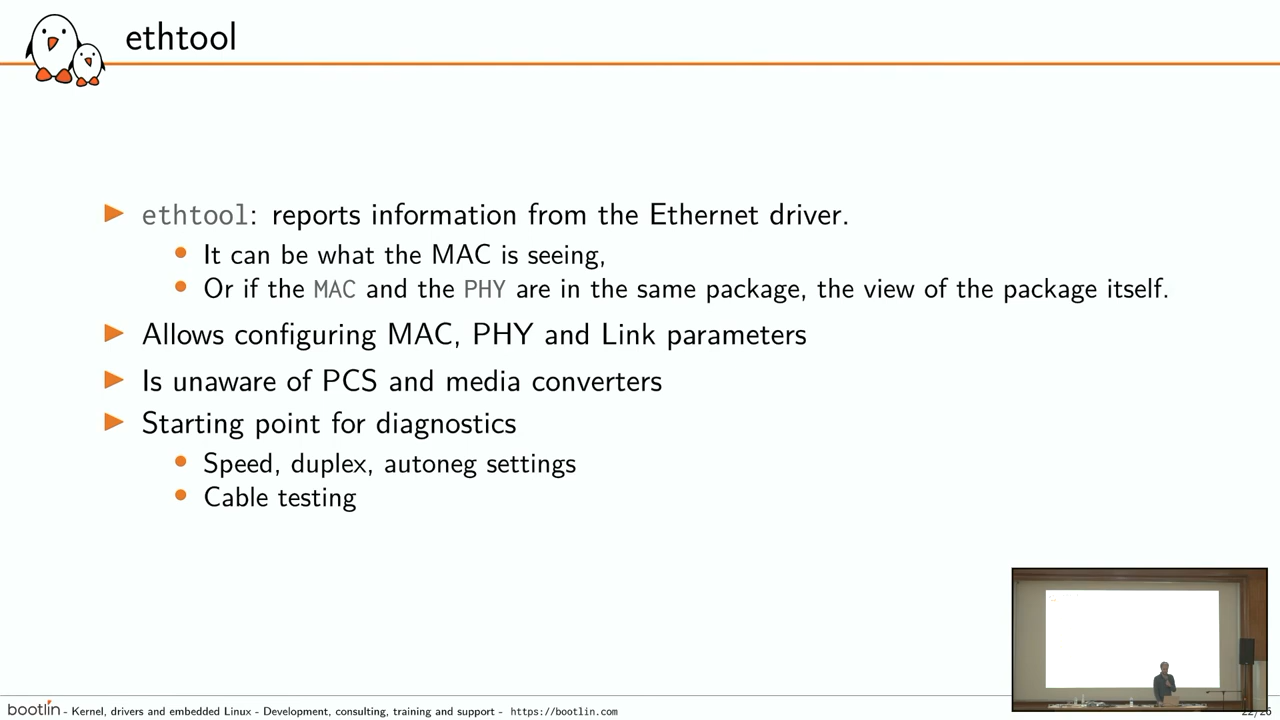 ethtool
ethtool: reports information from the Ethernet driver.
It can be what the MAC is seeing,
Or if the MAC and the PHY are in the same package, the view of the package itself.
Allows configuring MAC, PHY and Link parameters
Is unaware of PCS and media converters
Starting point for diagnostics
Speed, duplex, autoneg settings
Cable testing
bootlin - Kernel, drivers and embedded Linux - Development, consulting, training and support - https://bootlin.com